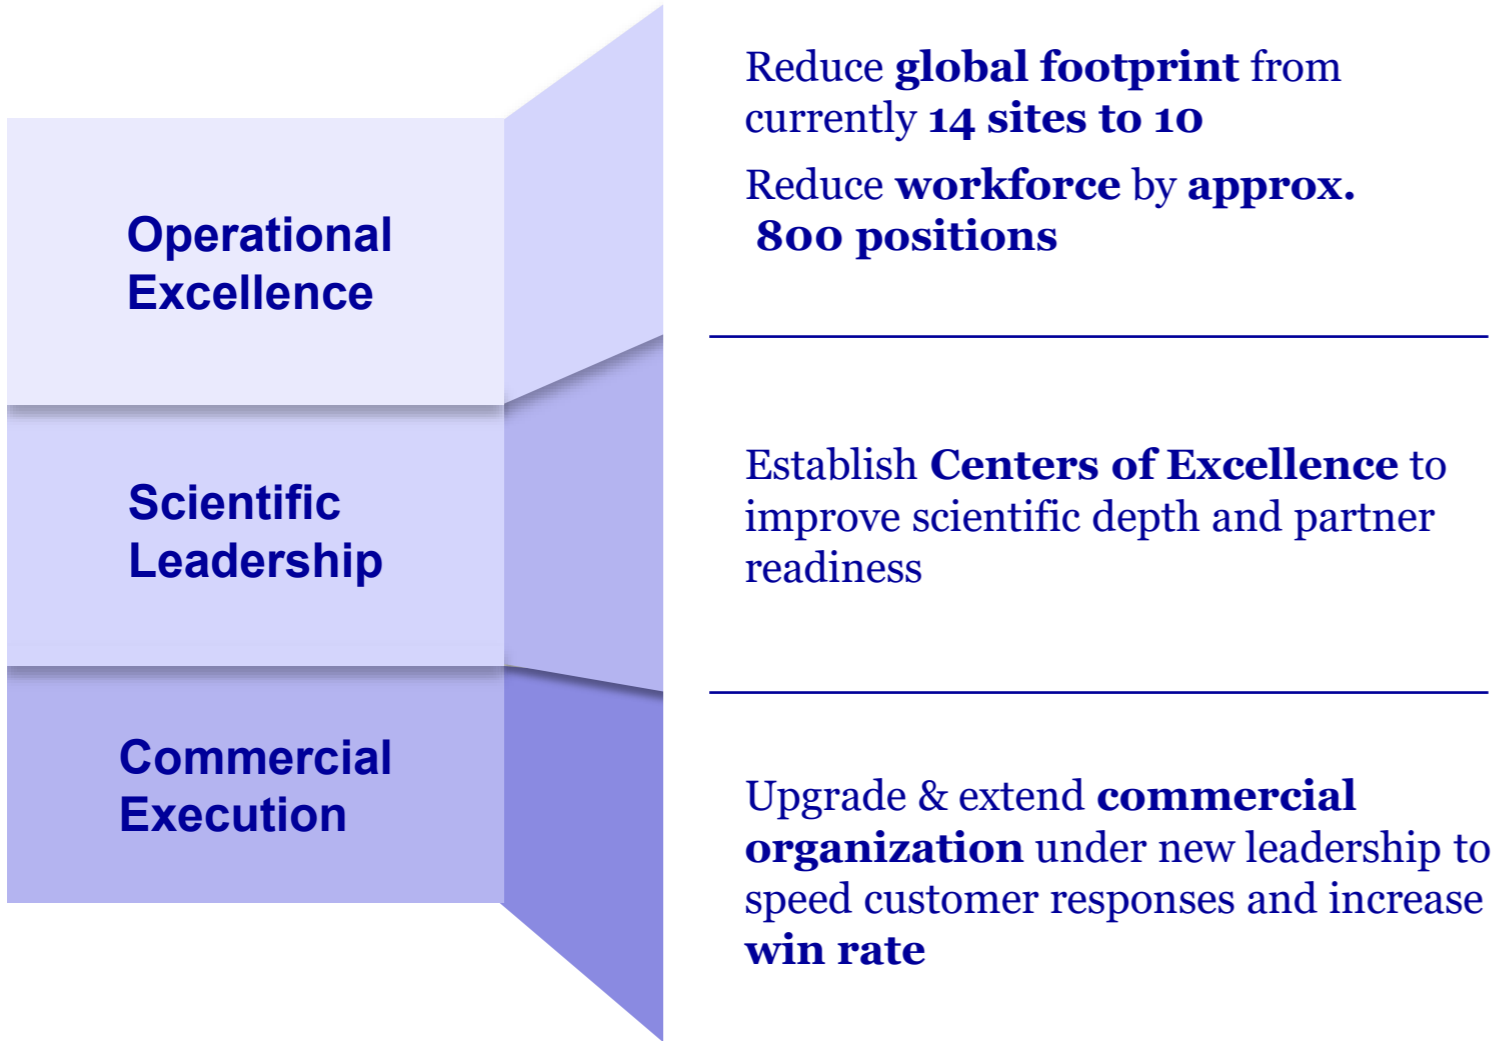 Operational
Excellence
Reduce global footprint from
currently 14 sites to 10
Reduce workforce by approx.
800 positions
Scientific
Leadership
Establish Centers of Excellence to
improve scientific depth and partner
readiness
Commercial
Execution
Upgrade & extend commercial
organization under new leadership to
speed customer responses and increase
win rate